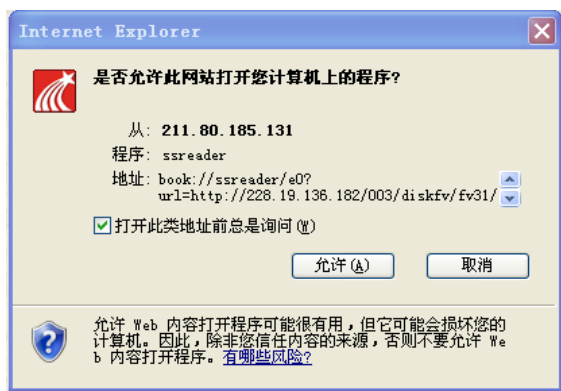 Internet Explorer
是否允许此网站打开您计算机上的程序?
从: 211.80.185.131
程序: ssreader
地址: book://ssreader/e0?
url=http://228.19.136.182/003/diskfv/fv31/
打开此类地址前总是询问(W)
允许(A) 取消
允许 Web 内容打开程序可能很有用，但它可能会损坏您的
计算机。因此，除非您信任内容的来源，否则不要允许 We
b 内容打开程序。有哪些风险?